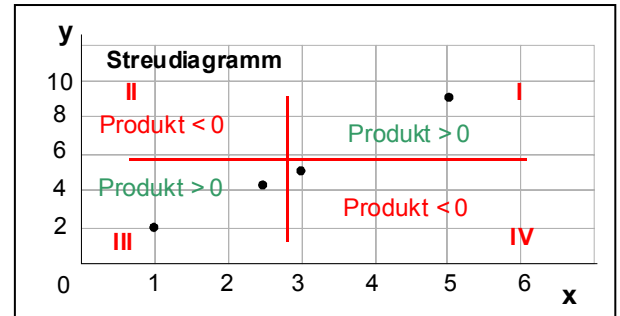 y
Streudiagramm
10
II
I
8
Produkt < 0
Produkt > 0
6
4
Produkt > 0
Produkt < 0
2
III
IV
0
1
2
3
4
5
6
x